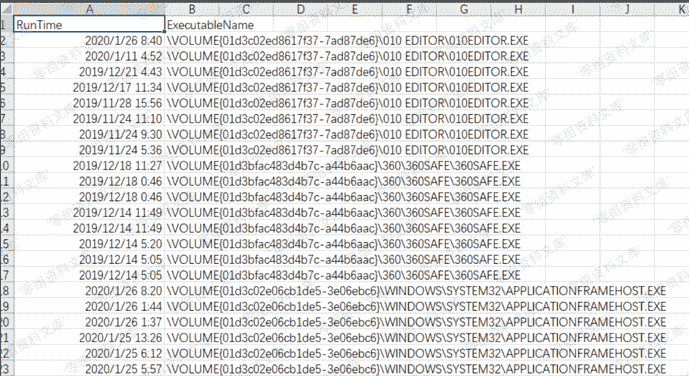 A B C D E F G H I J K
1 RunTime ExecutableName
2 2020/1/26 8:40 \VOLUME{01d3c02ed8617f37-7ad87de6}\010 EDITOR\010EDITOR.EXE
3 2020/1/11 4:52 \VOLUME{01d3c02ed8617f37-7ad87de6}\010 EDITOR\010EDITOR.EXE
4 2019/12/21 4:43 \VOLUME{01d3c02ed8617f37-7ad87de6}\010 EDITOR\010EDITOR.EXE
5 2019/12/17 11:34 \VOLUME{01d3c02ed8617f37-7ad87de6}\010 EDITOR\010EDITOR.EXE
6 2019/11/28 15:56 \VOLUME{01d3c02ed8617f37-7ad87de6}\010 EDITOR\010EDITOR.EXE
7 2019/11/24 11:10 \VOLUME{01d3c02ed8617f37-7ad87de6}\010 EDITOR\010EDITOR.EXE
8 2019/11/24 9:30 \VOLUME{01d3c02ed8617f37-7ad87de6}\010 EDITOR\010EDITOR.EXE
9 2019/11/24 5:36 \VOLUME{01d3c02ed8617f37-7ad87de6}\010 EDITOR\010EDITOR.EXE
10 2019/12/18 11:27 \VOLUME{01d3bfac483d4b7c-a44b6aac}\360\360SAFE\360SAFE.EXE
11 2019/12/18 0:46 \VOLUME{01d3bfac483d4b7c-a44b6aac}\360\360SAFE\360SAFE.EXE
12 2019/12/18 0:46 \VOLUME{01d3bfac483d4b7c-a44b6aac}\360\360SAFE\360SAFE.EXE
13 2019/12/14 11:49 \VOLUME{01d3bfac483d4b7c-a44b6aac}\360\360SAFE\360SAFE.EXE
14 2019/12/14 11:49 \VOLUME{01d3bfac483d4b7c-a44b6aac}\360\360SAFE\360SAFE.EXE
15 2019/12/14 5:20 \VOLUME{01d3bfac483d4b7c-a44b6aac}\360\360SAFE\360SAFE.EXE
16 2019/12/14 5:05 \VOLUME{01d3bfac483d4b7c-a44b6aac}\360\360SAFE\360SAFE.EXE
17 2019/12/14 5:05 \VOLUME{01d3bfac483d4b7c-a44b6aac}\360\360SAFE\360SAFE.EXE
18 2020/1/26 8:20 \VOLUME{01d3c02e06cb1de5-3e06ebc6}\WINDOWS\SYSTEM32\APPLICATIONFRAMEHOST.EXE
19 2020/1/26 1:44 \VOLUME{01d3c02e06cb1de5-3e06ebc6}\WINDOWS\SYSTEM32\APPLICATIONFRAMEHOST.EXE
20 2020/1/26 1:37 \VOLUME{01d3c02e06cb1de5-3e06ebc6}\WINDOWS\SYSTEM32\APPLICATIONFRAMEHOST.EXE
21 2020/1/25 13:26 \VOLUME{01d3c02e06cb1de5-3e06ebc6}\WINDOWS\SYSTEM32\APPLICATIONFRAMEHOST.EXE
22 2020/1/25 6:12 \VOLUME{01d3c02e06cb1de5-3e06ebc6}\WINDOWS\SYSTEM32\APPLICATIONFRAMEHOST.EXE
23 2020/1/25 5:57 \VOLUME{01d3c02e06cb1de5-3e06ebc6}\WINDOWS\SYSTEM32\APPLICATIONFRAMEHOST.EXE
零组资料文库